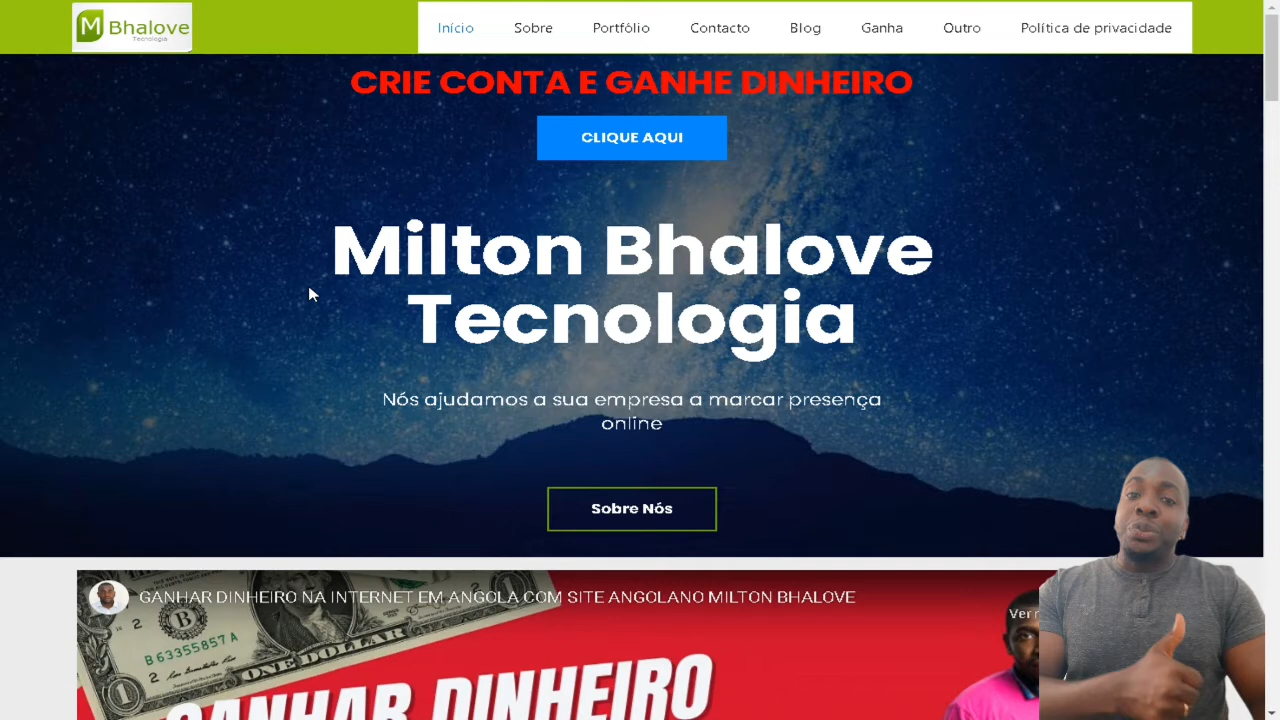 M Bhalove
Tecnologia
Início Sobre Portfólio Contacto Blog Ganha Outro Política de privacidade
CRIE CONTA E GANHE DINHEIRO
CLIQUE AQUI
Milton Bhalove
Tecnologia
Nós ajudamos a sua empresa a marcar presença
online
Sobre Nós
GANHAR DINHEIRO NA INTERNET EM ANGOLA COM SITE ANGOLANO MILTON BHALOVE
B 63355857 A
ONE DOLLAR
GANHAR DINHEIRO